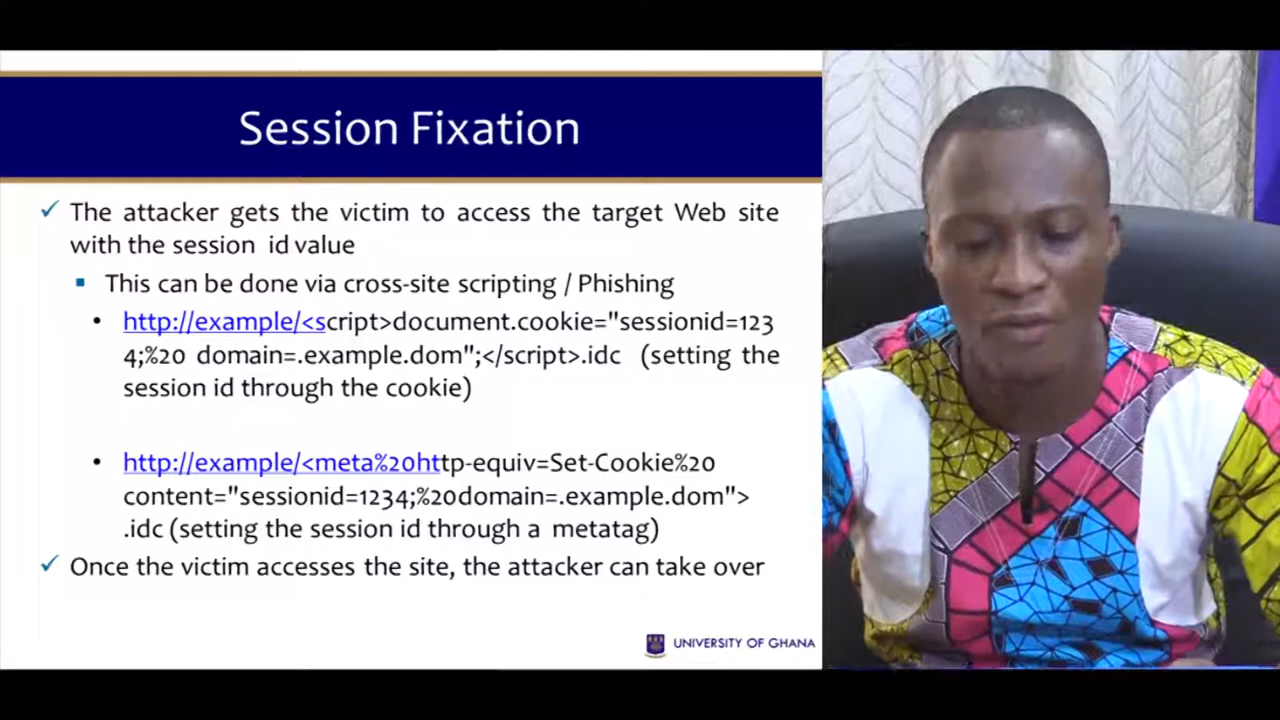 Session Fixation
✓ The attacker gets the victim to access the target Web site
with the session id value
▪ This can be done via cross-site scripting / Phishing
• http://example/<script>document.cookie="sessionid=123
4;%20 domain=.example.dom";</script>.idc (setting the
session id through the cookie)
• http://example/<meta%20http-equiv=Set-Cookie%20
content="sessionid=1234;%20domain=.example.dom">
.idc (setting the session id through a metatag)
✓ Once the victim accesses the site, the attacker can take over
UNIVERSITY OF GHANA